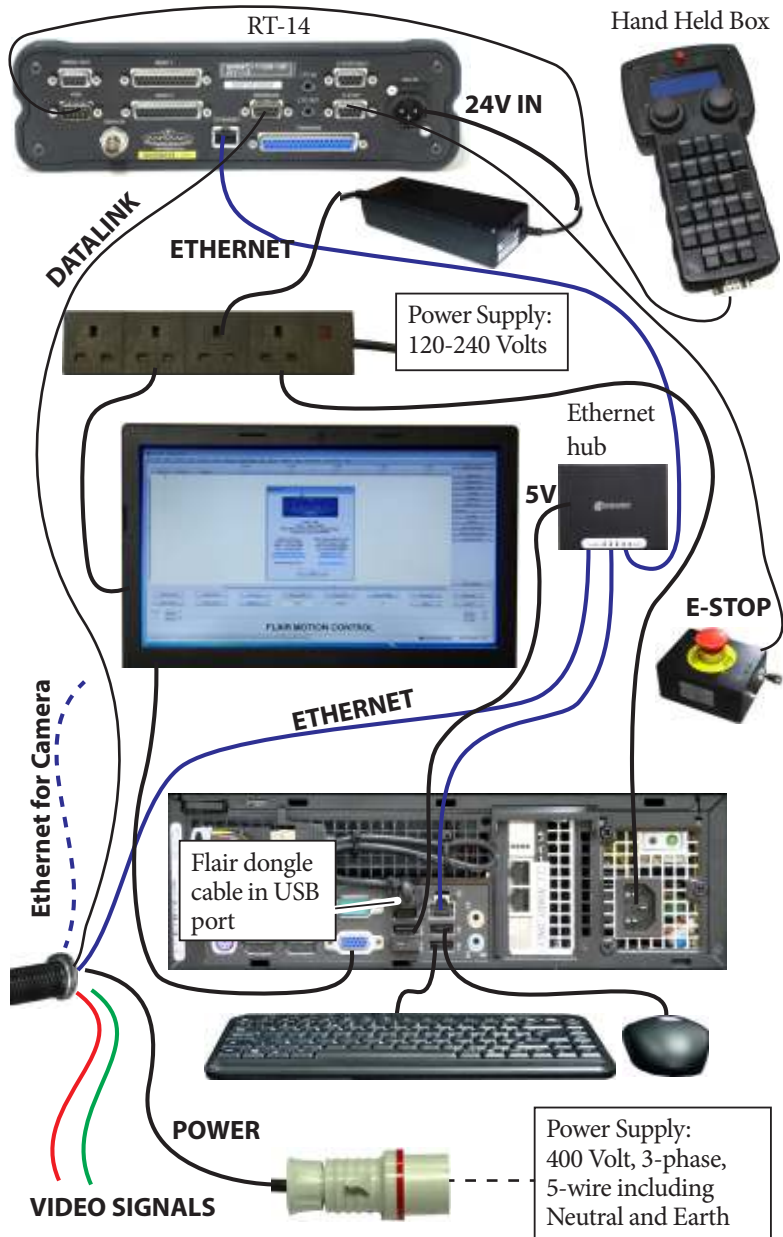 RT-14
Hand Held Box
24V IN
DATALINK
ETHERNET
Power Supply:
120-240 Volts
Ethernet
hub
5V
E-STOP
FLAIR MOTION CONTROL
ETHERNET
Ethernet for Camera
Flair dongle
cable in USB
port
POWER
VIDEO SIGNALS
Power Supply:
400 Volt, 3-phase,
5-wire including
Neutral and Earth